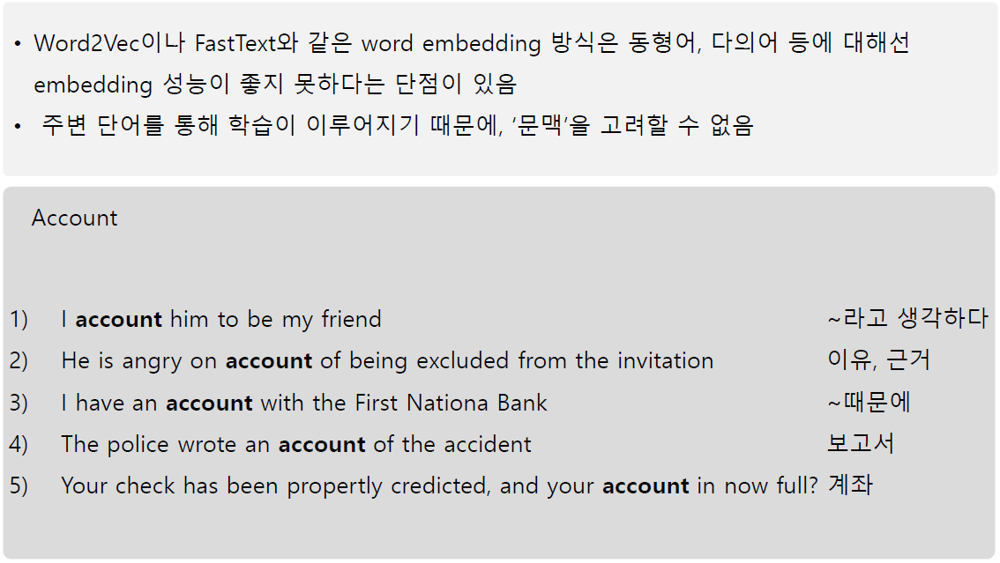 • Word2Vec이나 FastText와 같은 word embedding 방식은 동형어, 다의어 등에 대해선
embedding 성능이 좋지 못하다는 단점이 있음
• 주변 단어를 통해 학습이 이루어지기 때문에, ‘문맥’을 고려할 수 없음
Account
1) I account him to be my friend ~라고 생각하다
2) He is angry on account of being excluded from the invitation 이유, 근거
3) I have an account with the First Nationa Bank ~때문에
4) The police wrote an account of the accident 보고서
5) Your check has been propertly credicted, and your account in now full? 계좌